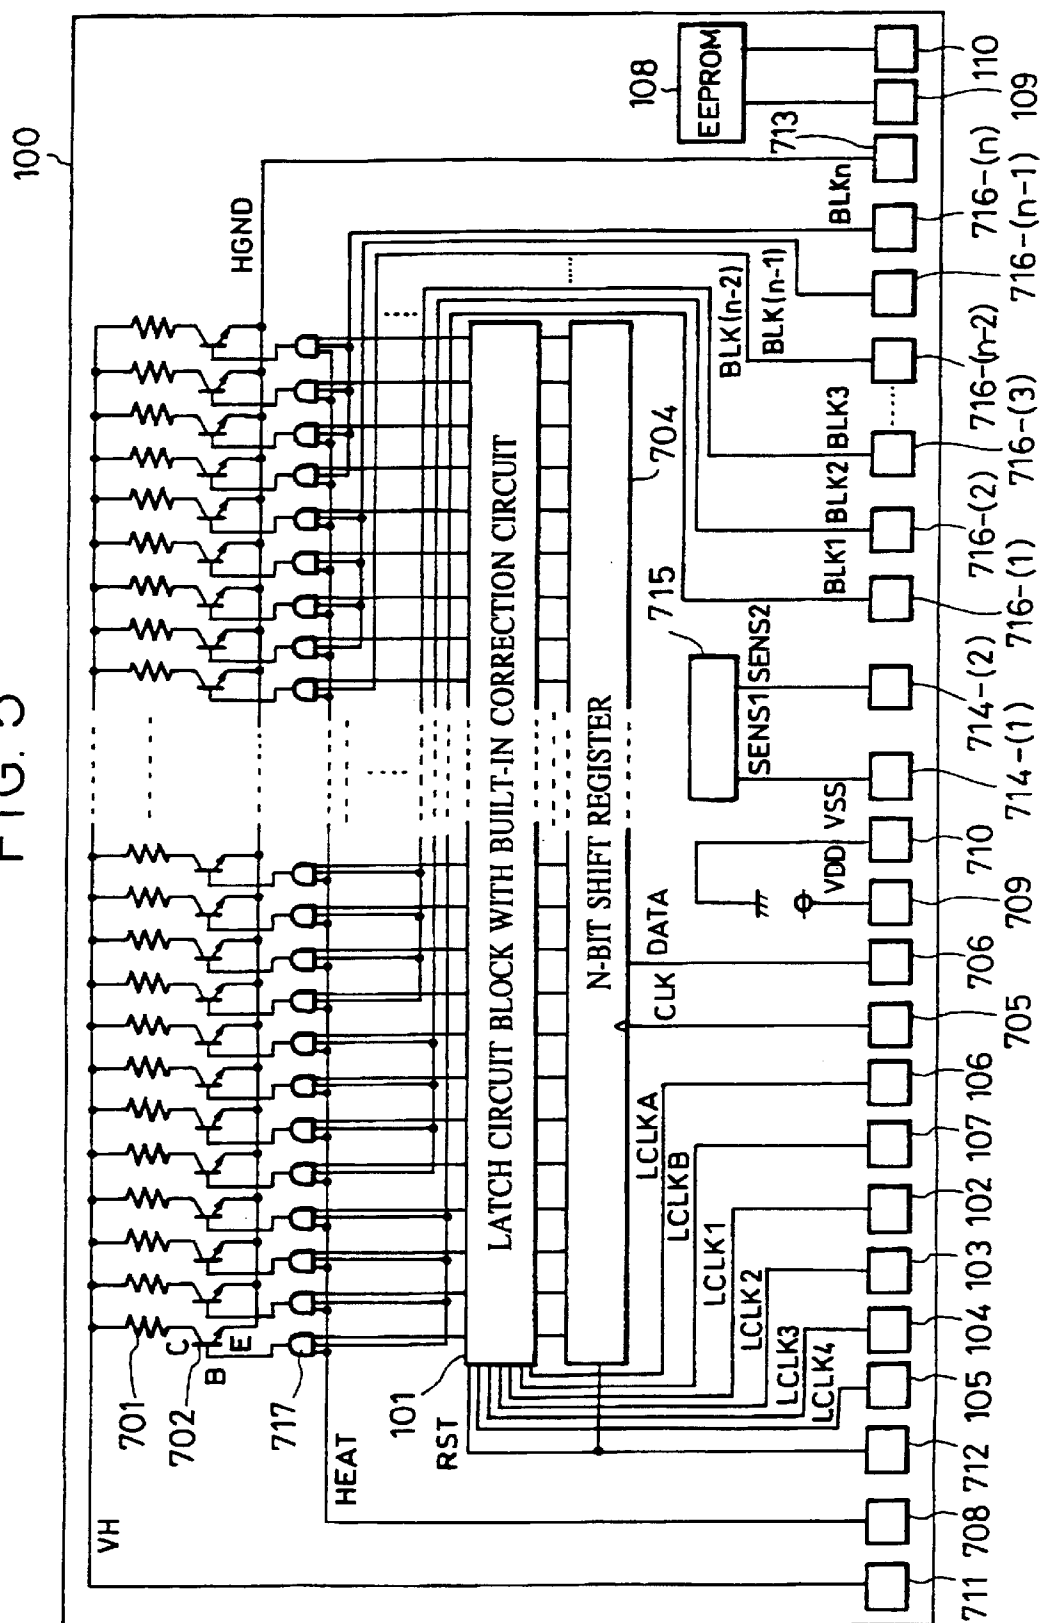 FIG. 5
100
VH
HGND
701
702
C
B
E
717
HEAT
101
LATCH CIRCUIT BLOCK WITH BUILT-IN CORRECTION CIRCUIT
RST
N-BIT SHIFT REGISTER
704
LCLKA
LCLKB
LCLK1
LCLK2
LCLK3
LCLK4
CLK
DATA
VDD
VSS
715
SENS1
SENS2
BLK1
BLK2
BLK3
BLK(n-2)
BLK(n-1)
BLKn
713
108
EEPROM
711
708
712
105
104
103
102
107
106
705
706
709
710
714-(1)
714-(2)
716-(1)
716-(2)
716-(3)
716-(n-2)
716-(n-1)
716-(n)
109
110